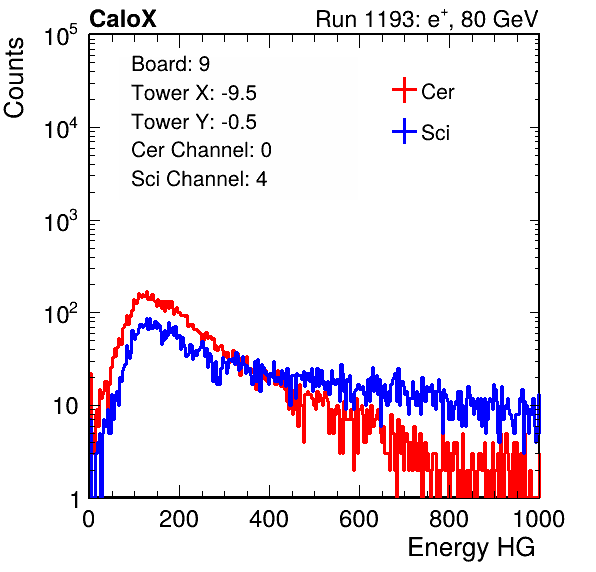 CaloX
Run 1193: e⁺, 80 GeV
Counts
10⁵
10⁴
10³
10²
10
1
Board: 9
Tower X: -9.5
Tower Y: -0.5
Cer Channel: 0
Sci Channel: 4
Cer
Sci
0 200 400 600 800 1000
Energy HG